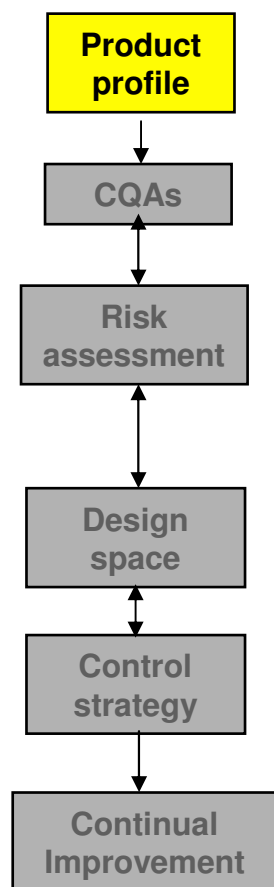 Product
profile
CQAs
Risk
assessment
Design
space
Control
strategy
Continual
Improvement